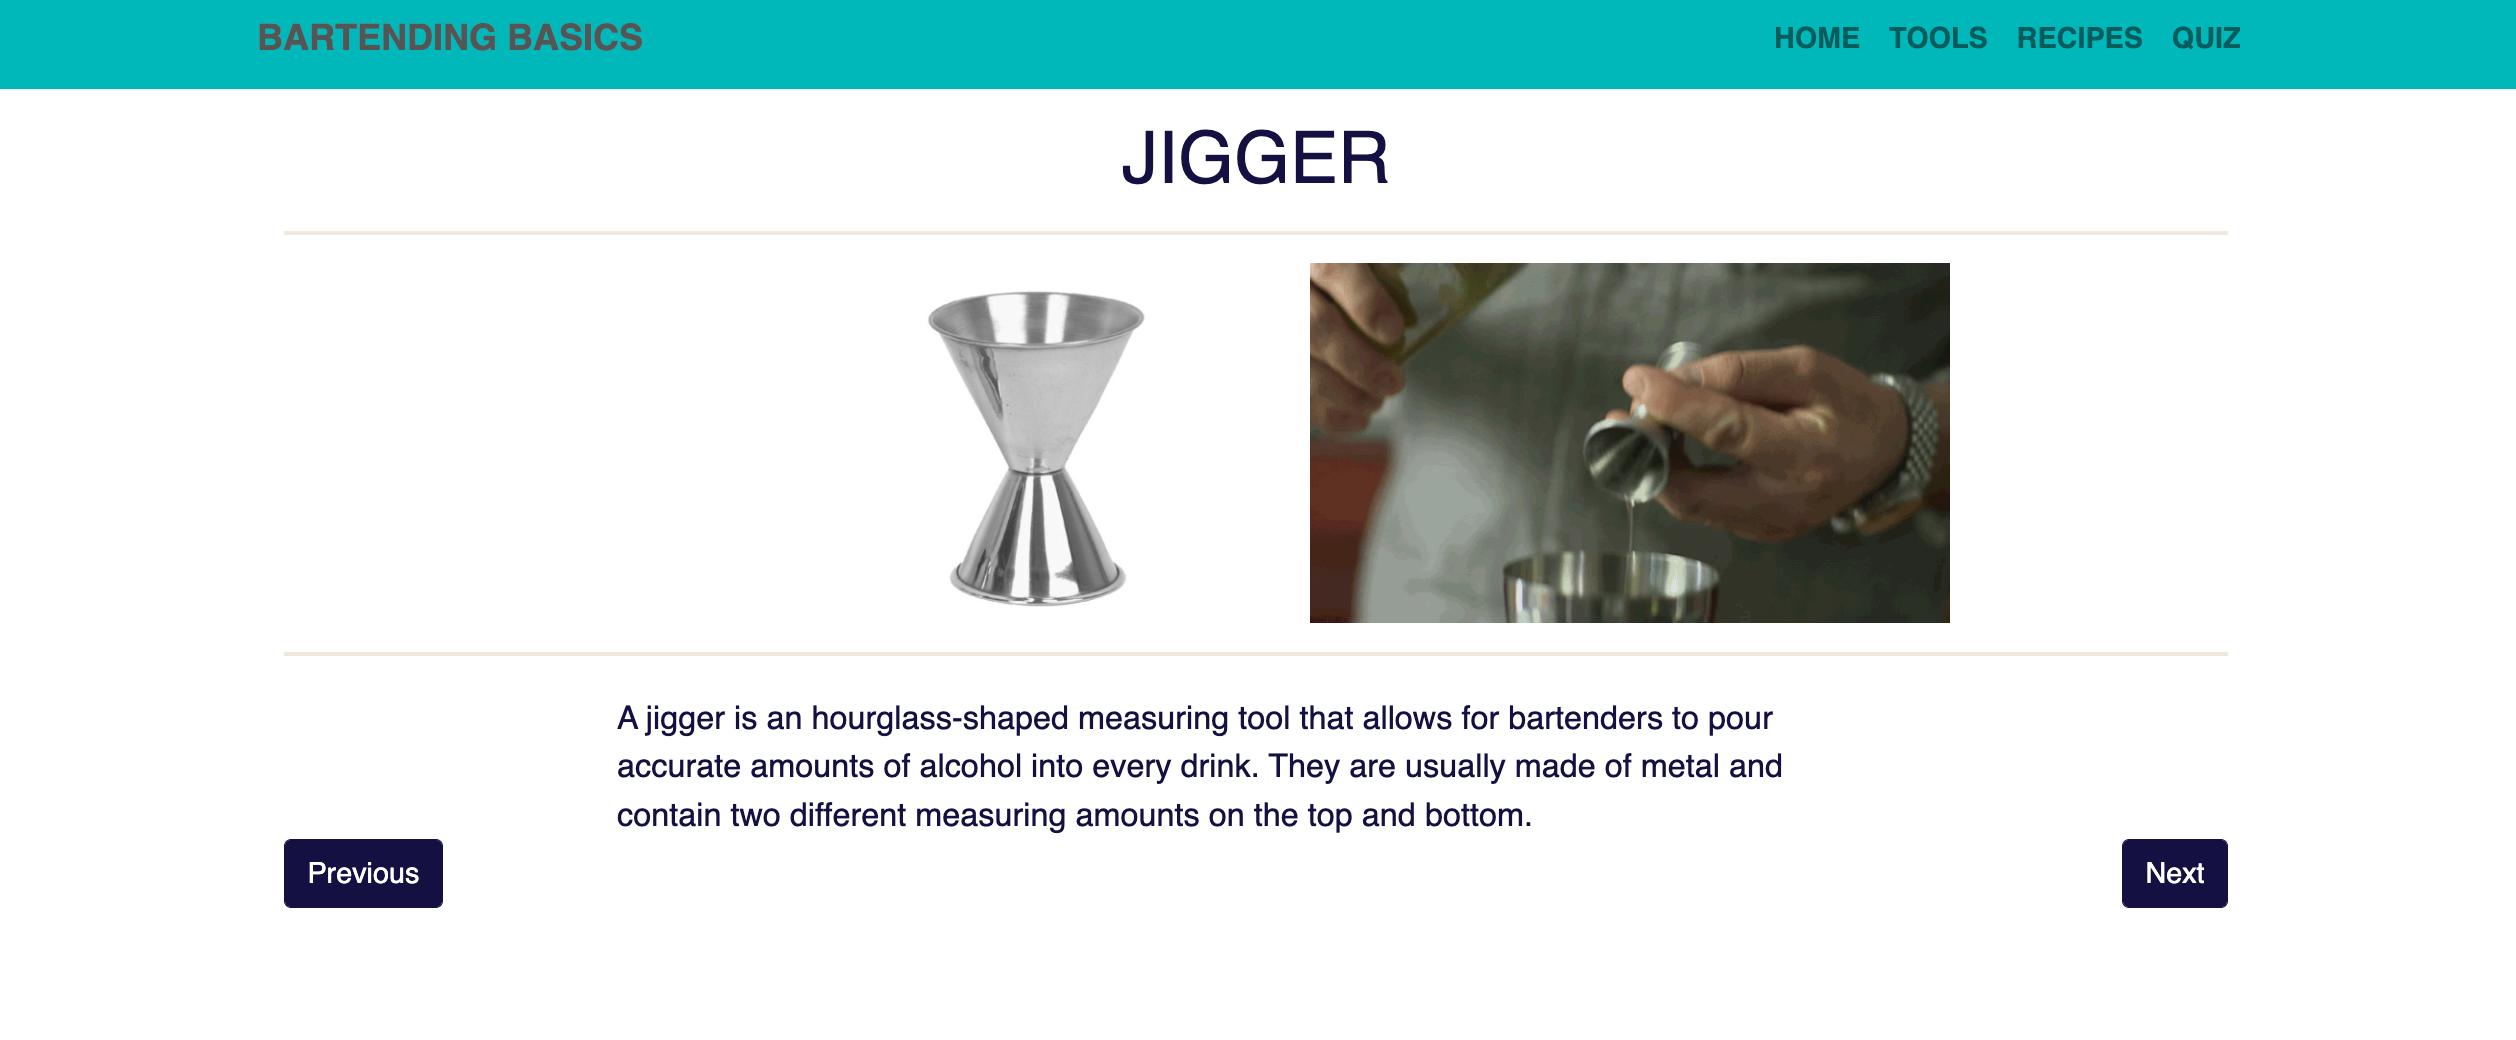 BARTENDING BASICS
HOME TOOLS RECIPES QUIZ
JIGGER
A jigger is an hourglass-shaped measuring tool that allows for bartenders to pour
accurate amounts of alcohol into every drink. They are usually made of metal and
contain two different measuring amounts on the top and bottom.
Previous
Next